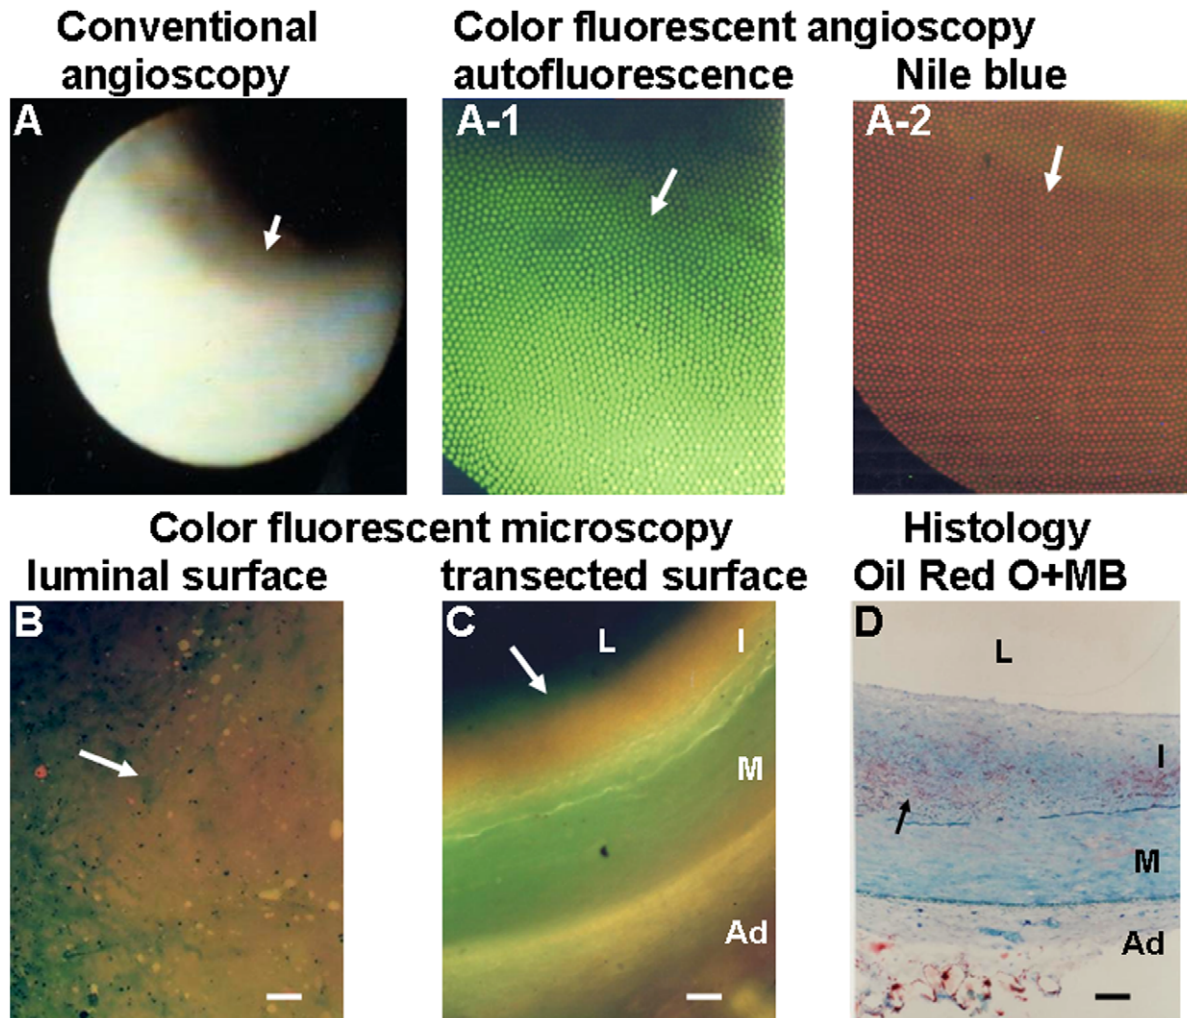 Conventional
angioscopy
Color fluorescent angioscopy
autofluorescence
Nile blue
A
A-1
A-2
Color fluorescent microscopy
luminal surface
transected surface
Histology
Oil Red O+MB
B
C
L
I
M
Ad
D
L
I
M
Ad